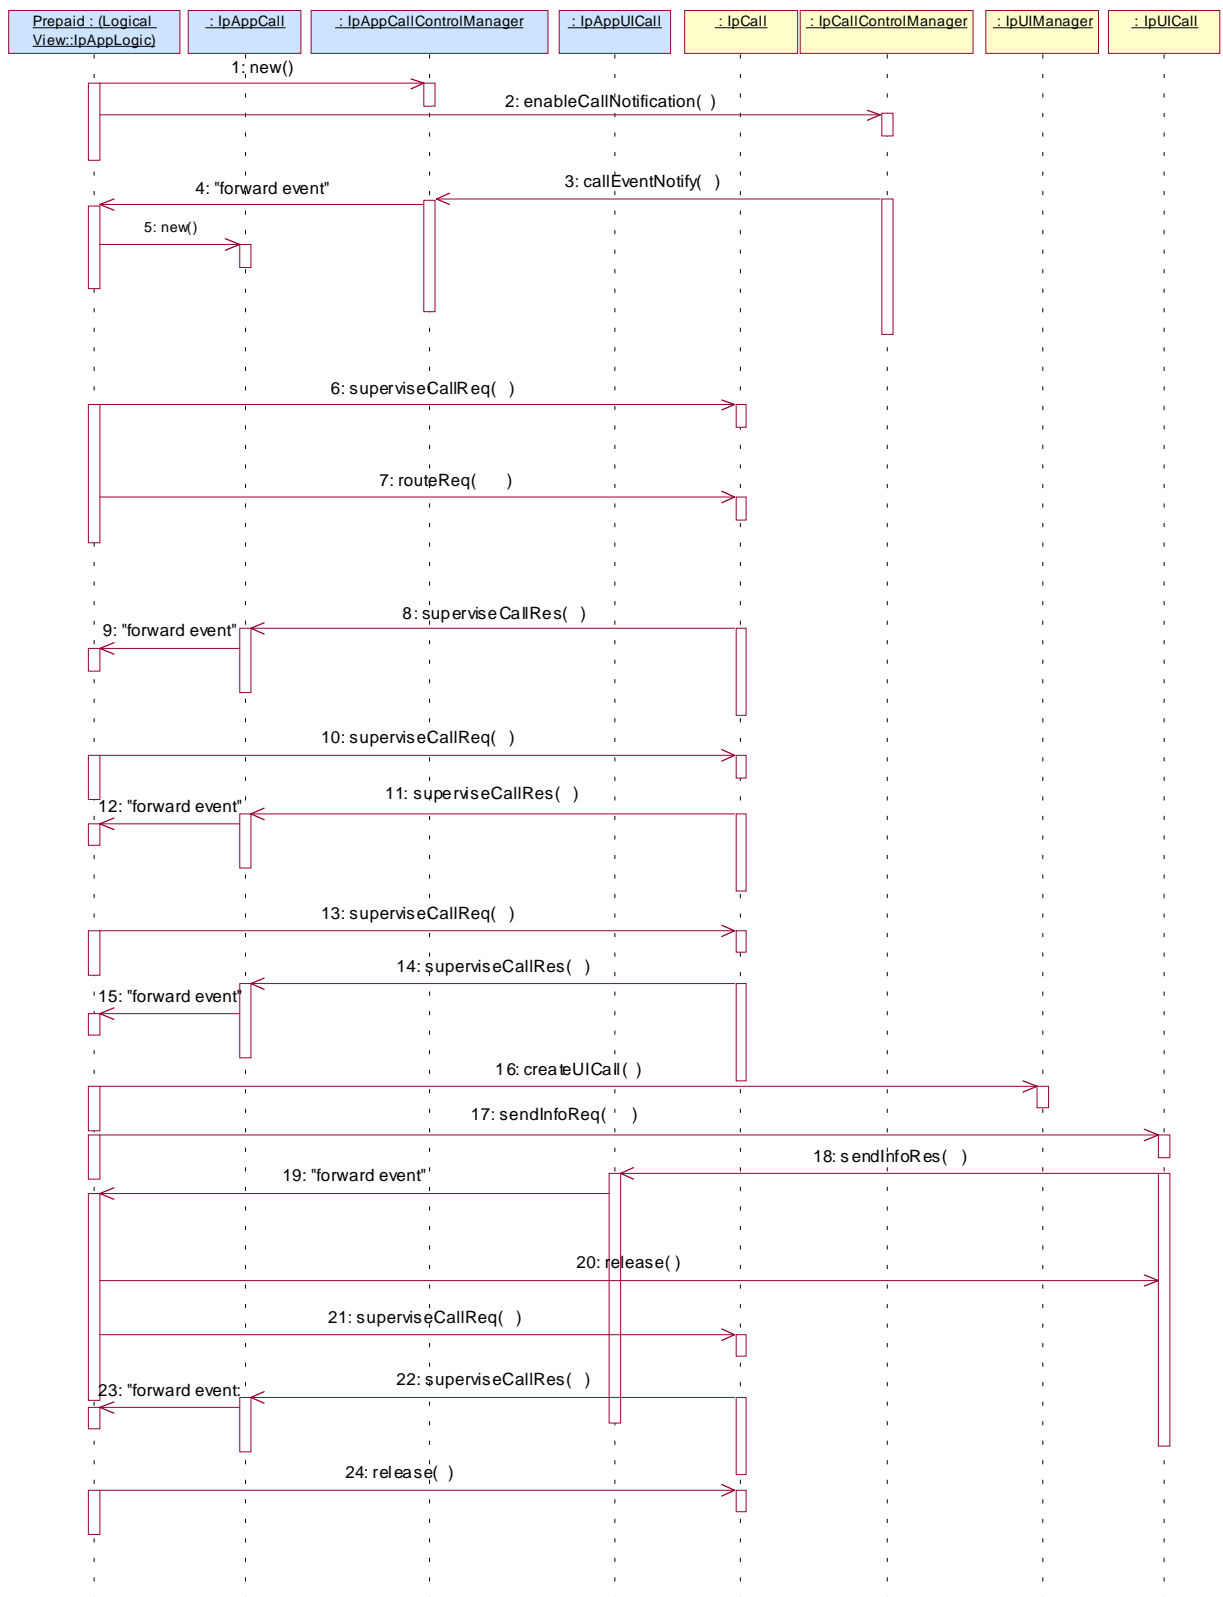 Prepaid : (Logical
View::IpAppLogic)
: IpAppCall
: IpAppCallControlManager
: IpAppUICall
: IpCall
: IpCallControlManager
: IpUIManager
: IpUICall
1: new()
2: enableCallNotification( )
3: callEventNotify( )
4: "forward event"
5: new()
6: superviseCallReq( )
7: routeReq( )
8: superviseCallRes( )
9: "forward event"
10: superviseCallReq( )
11: superviseCallRes( )
12: "forward event"
13: superviseCallReq( )
14: superviseCallRes( )
15: "forward event"
16: createUICall( )
17: sendInfoReq( )
18: sendInfoRes( )
19: "forward event"
20: release( )
21: superviseCallReq( )
22: superviseCallRes( )
23: "forward event:
24: release( )